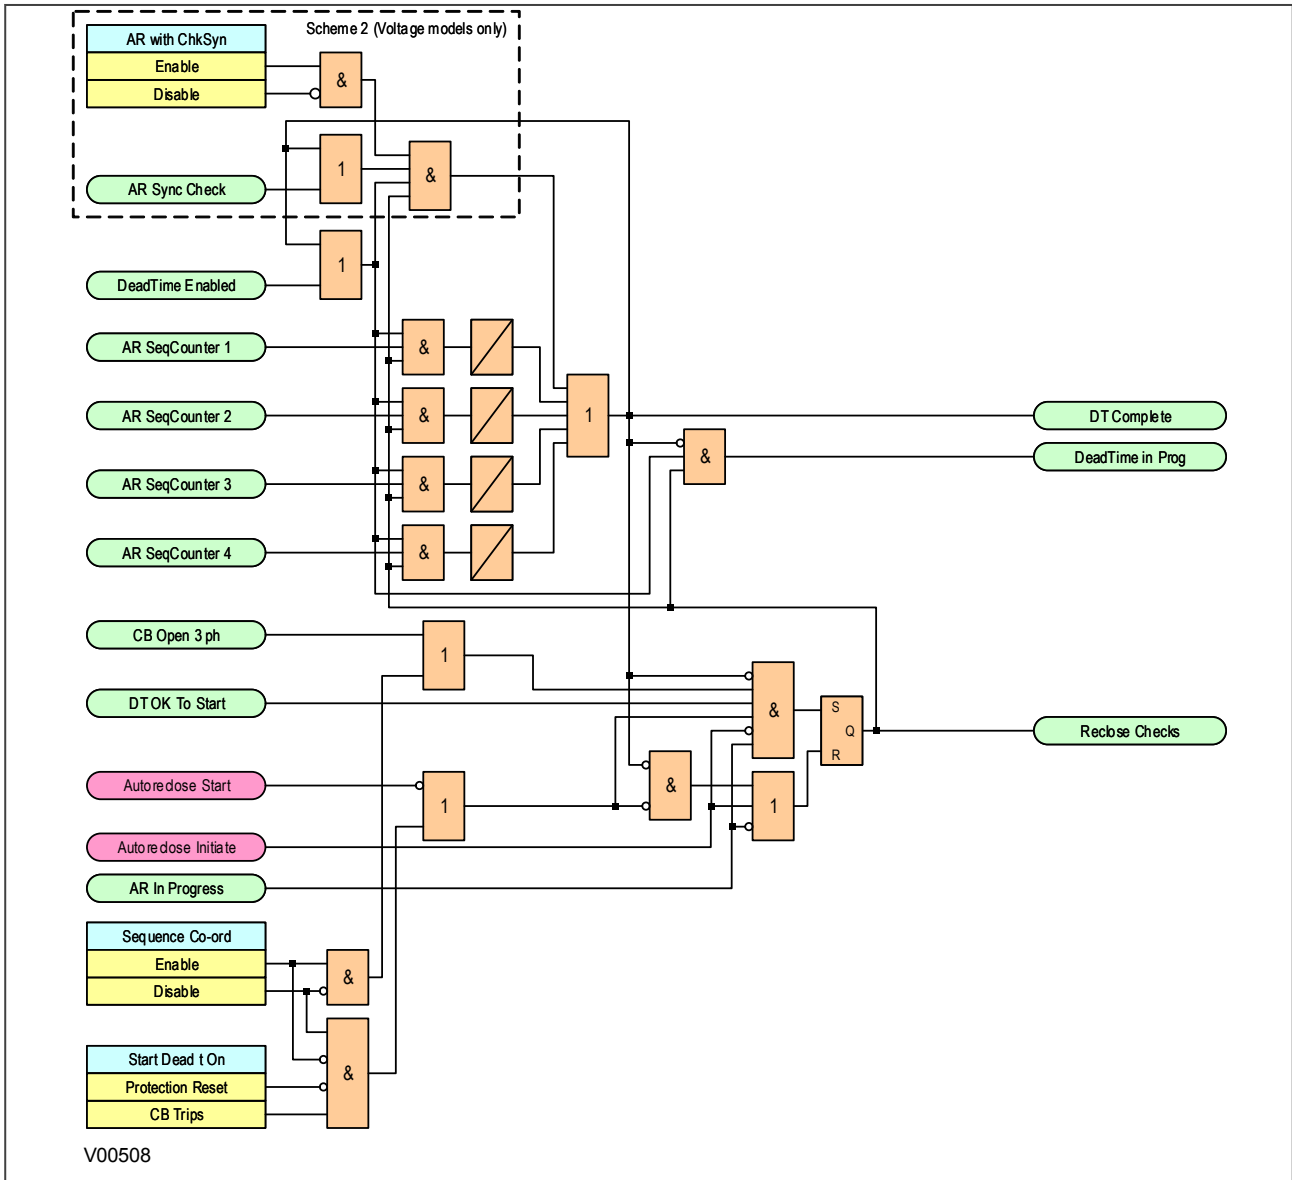 Scheme 2 (Voltage models only)
AR with ChkSyn
Enable
Disable
&
1
&
AR Sync Check
1
DeadTime Enabled
AR SeqCounter 1
&
AR SeqCounter 2
&
1
DT Complete
&
DeadTime in Prog
AR SeqCounter 3
&
AR SeqCounter 4
&
CB Open 3 ph
1
DT OK To Start
&
S
Q
R
Reclose Checks
Autoreclose Start
1
&
1
Autoreclose Initiate
AR In Progress
Sequence Co-ord
Enable
Disable
&
Start Dead t On
Protection Reset
CB Trips
&
V00508